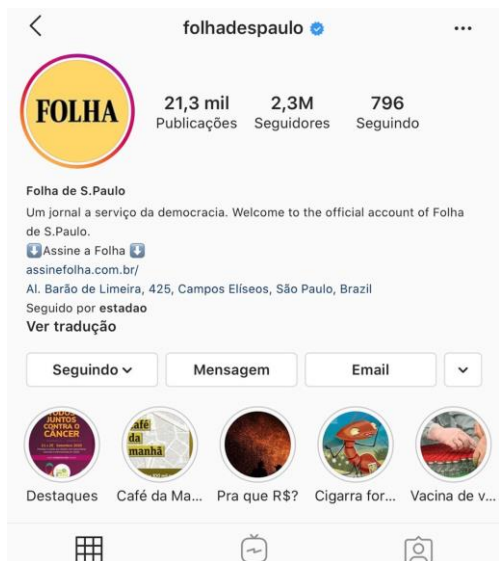 folhadespaulo
FOLHA
21,3 mil 2,3M 796
Publicações Seguidores Seguindo
Folha de S.Paulo
Um jornal a serviço da democracia. Welcome to the official account of Folha
de S.Paulo.
Assine a Folha
assinefolha.com.br/
Al. Barão de Limeira, 425, Campos Elíseos, São Paulo, Brazil
Seguido por estadao
Ver tradução
Seguindo Mensagem Email
JUNTOS
CONTRA O
CÂNCER
da
manhã
Destaques Café da Ma... Pra que R$? Cigarra for... Vacina de v...